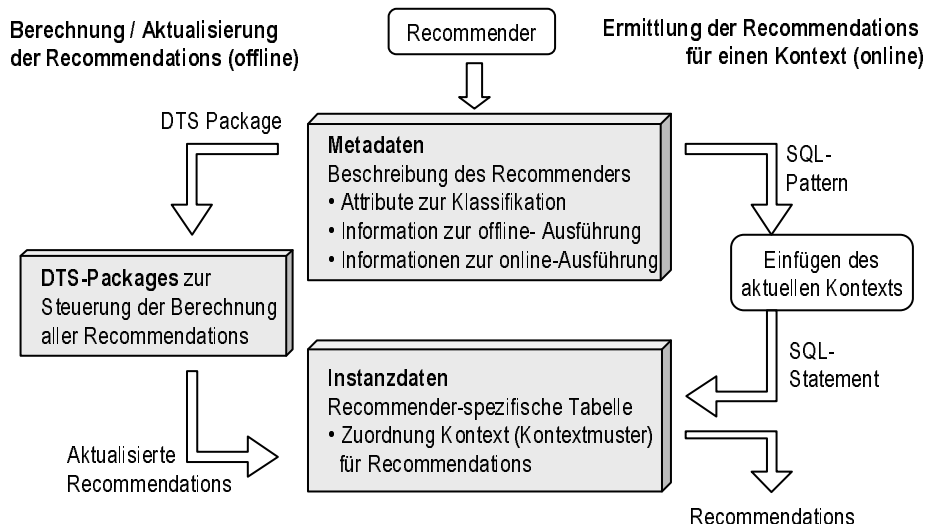 Berechnung / Aktualisierung
der Recommendations (offline)
Recommender
Ermittlung der Recommendations
für einen Kontext (online)
DTS Package
Metadaten
Beschreibung des Recommenders
• Attribute zur Klassifikation
• Information zur offline- Ausführung
• Informationen zur online-Ausführung
SQL-
Pattern
DTS-Packages zur
Steuerung der Berechnung
aller Recommendations
Einfügen des
aktuellen Kontexts
Instanzdaten
Recommender-spezifische Tabelle
• Zuordnung Kontext (Kontextmuster)
für Recommendations
SQL-
Statement
Aktualisierte
Recommendations
Recommendations